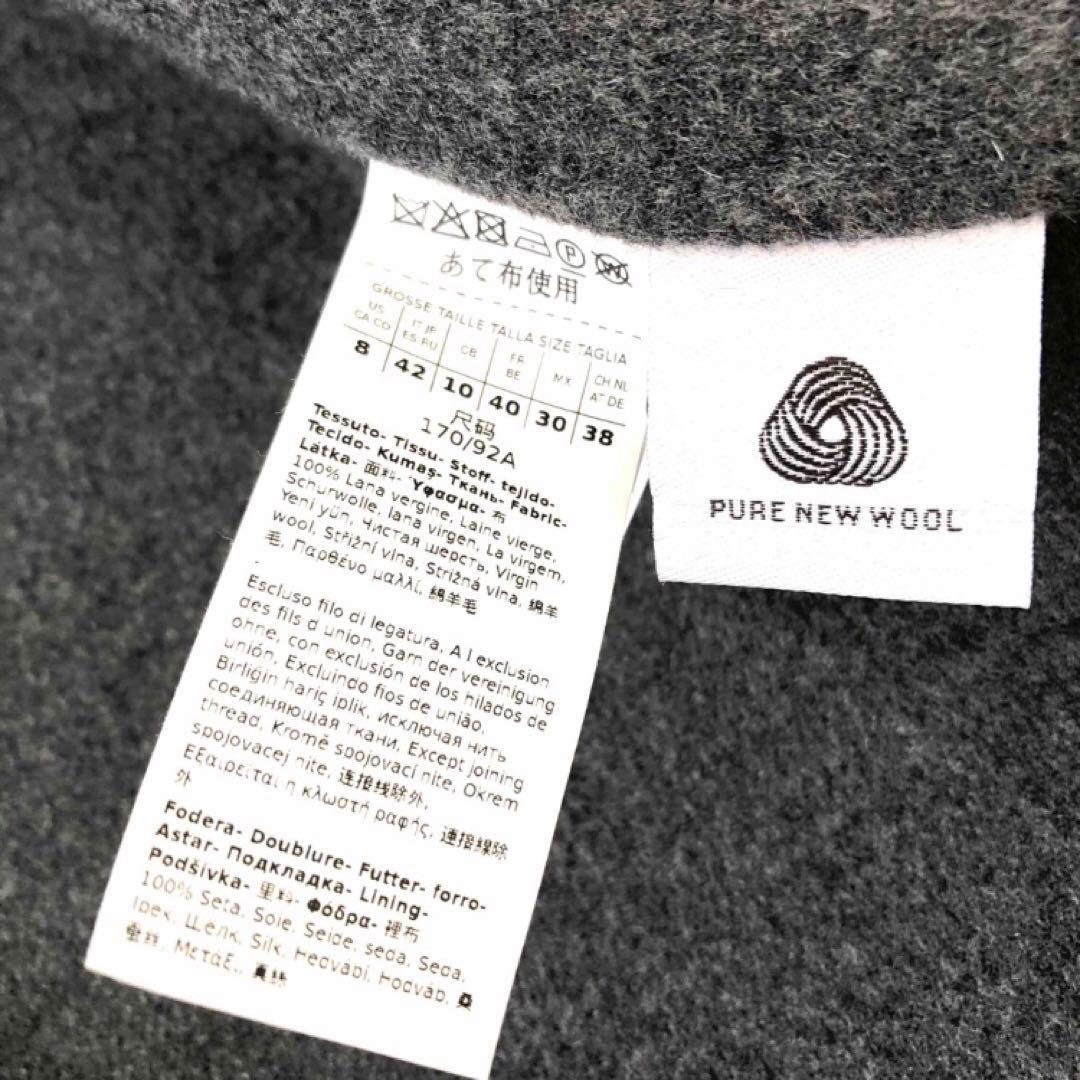 P
W
あて布使用
GROSSE TAILLE TALLA SIZE TAGLIA
US CA CO IT JP ES RU GB FR BE MX CH NL AT DE
8 42 10 40 30 38
尺码
170/92A
Tessuto- Tissu- Stoff- tejido-
Tecido- Kumaş- Ткань- Fabric-
Látka- 面料- Ύφασμα- 布
100% Lana vergine, Laine vierge,
Schurwolle, lana virgen, La virgem,
Yeni yün, Чистая шерсть, Virgin
wool, Střižní vlna, Strižná vlna, 綿羊
毛, Παρθένο μαλλί, 綿羊毛
-
Escluso filo di legatura, A l exclusion
des fils d union, Garn der vereinigung
ohne, con exclusión de los hilados de
unión, Excluindo fios de união,
Birliğin hariç iplik, исключая нить
соединяющая ткани, Except joining
thread, Kromě spojovací nite, Okrem
spojovacej nite, 连接线除外,
Εξαιρείται η κλωστή ραφής, 連接線除
外
Fodera- Doublure- Futter- forro-
Astar- Подкладка- Lining-
Podšívka- 里料- Φόδρα- 裡布
100% Seta, Soie, Seide, seda, Seda,
İpek, Шёлк, Silk, Hedvábí, Hodváb, 桑
蚕丝, Μετάξ., 真絲
PURE NEW WOOL